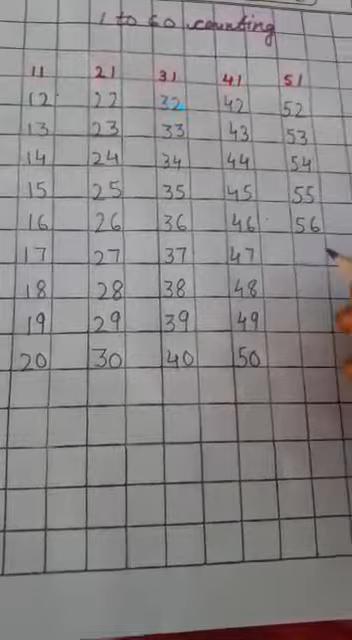 1 to 60 counting
11 21 31 41 51
12 22 32 42 52
13 23 33 43 53
14 24 34 44 54
15 25 35 45 55
16 26 36 46 56
17 27 37 47
18 28 38 48
19 29 39 49
20 30 40 50